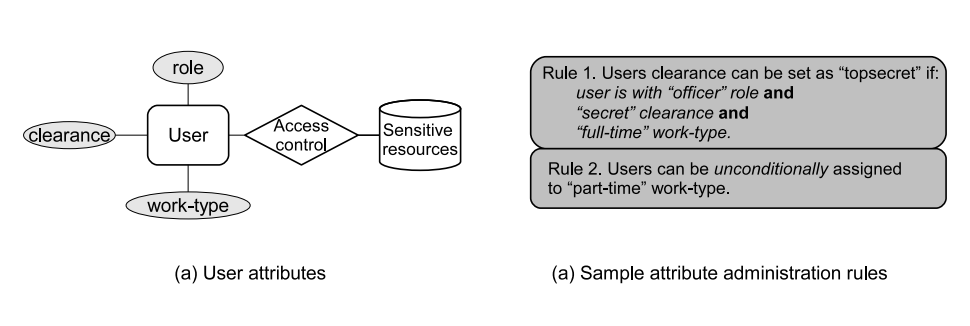 role
clearance
User
Access
control
Sensitive
resources
work-type
(a) User attributes
Rule 1. Users clearance can be set as “topsecret” if:
user is with “officer” role and
“secret” clearance and
“full-time” work-type.
Rule 2. Users can be unconditionally assigned
to “part-time” work-type.
(a) Sample attribute administration rules